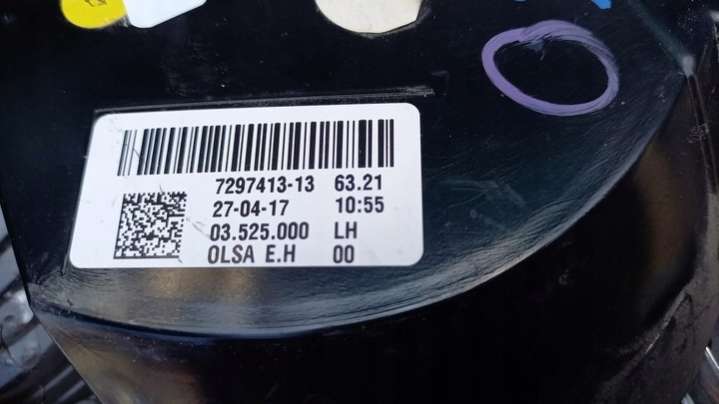 7297413-13 63.21
27-04-17 10:55
03.525.000 LH
OLSA E.H 00